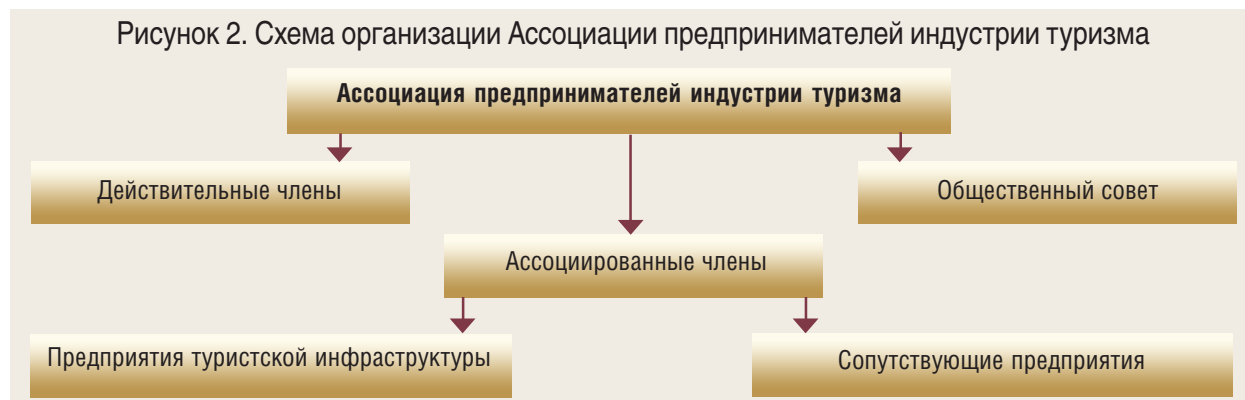 Рисунок 2. Схема организации Ассоциации предпринимателей индустрии туризма
Ассоциация предпринимателей индустрии туризма
Действительные члены
Общественный совет
Ассоциированные члены
Предприятия туристской инфраструктуры
Сопутствующие предприятия